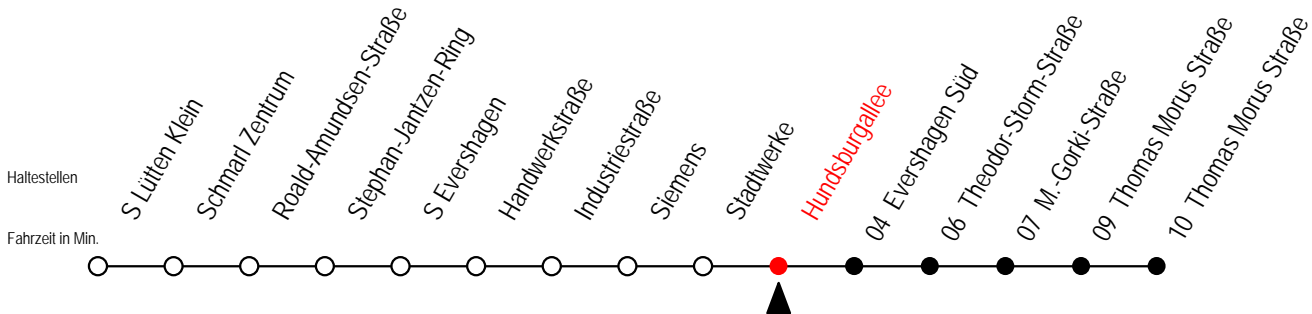 Haltestellen
Fahrzeit in Min.
S Lütten Klein
Schmarl Zentrum
Roald-Amundsen-Straße
Stephan-Jantzen-Ring
S Evershagen
Handwerkstraße
Industriestraße
Siemens
Stadtwerke
Hundsburgallee
04 Evershagen Süd
06 Theodor-Storm-Straße
07 M.-Gorki-Straße
09 Thomas Morus Straße
10 Thomas Morus Straße